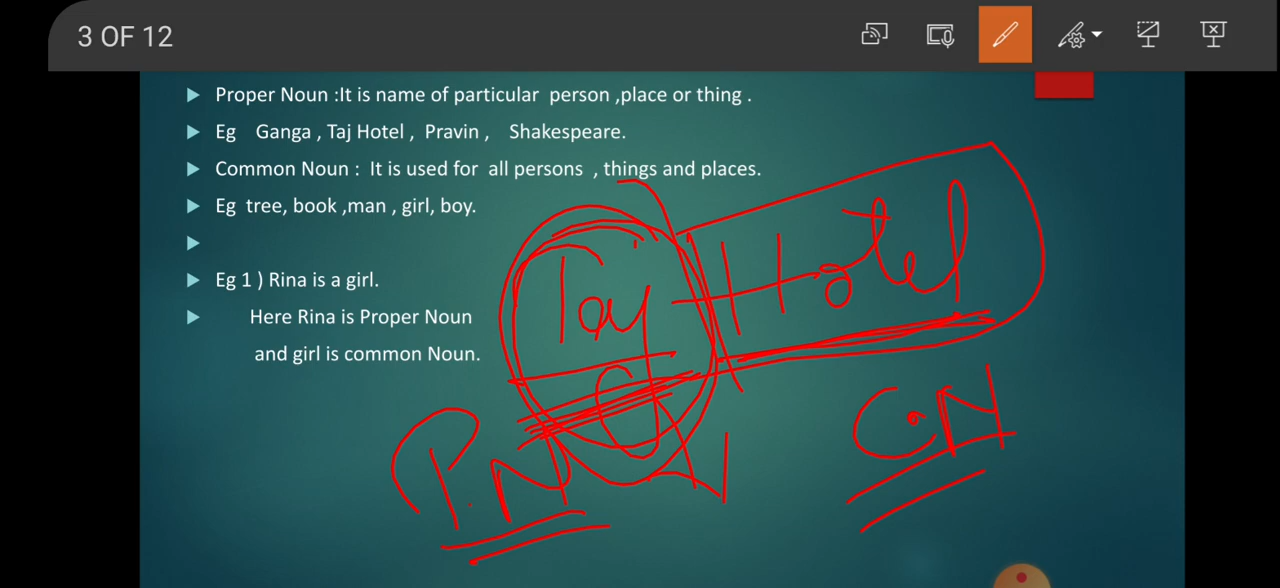 3 OF 12
Proper Noun :It is name of particular person ,place or thing .
Eg Ganga , Taj Hotel , Pravin , Shakespeare.
Common Noun : It is used for all persons , things and places.
Eg tree, book ,man , girl, boy.
Eg 1 ) Rina is a girl.
Here Rina is Proper Noun
and girl is common Noun.
Taj Hotel
P.N
C.N